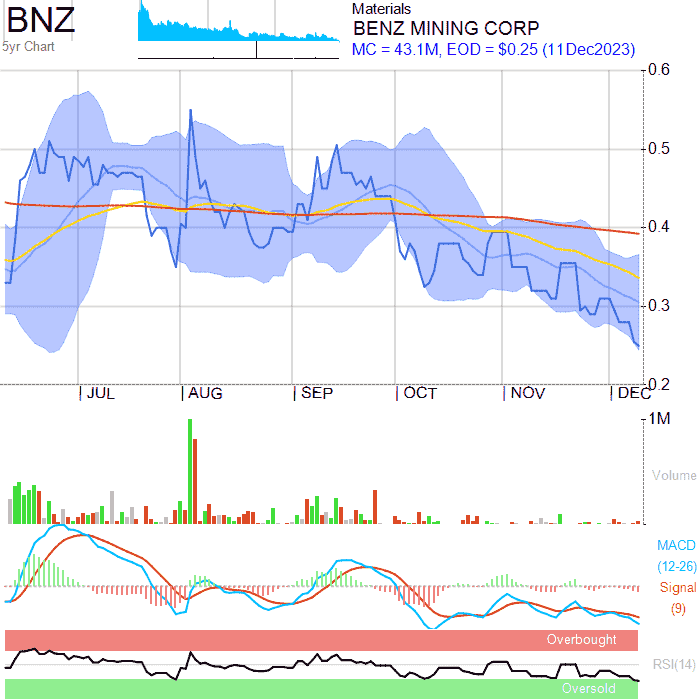 BNZ
5yr Chart
Materials
BENZ MINING CORP
MC = 43.1M, EOD = $0.25 (11Dec2023)
0.6
0.5
0.4
0.3
0.2
JUL AUG SEP OCT NOV DEC
1M
Volume
MACD
(12-26)
Signal
(9)
Overbought
RSI(14)
Oversold